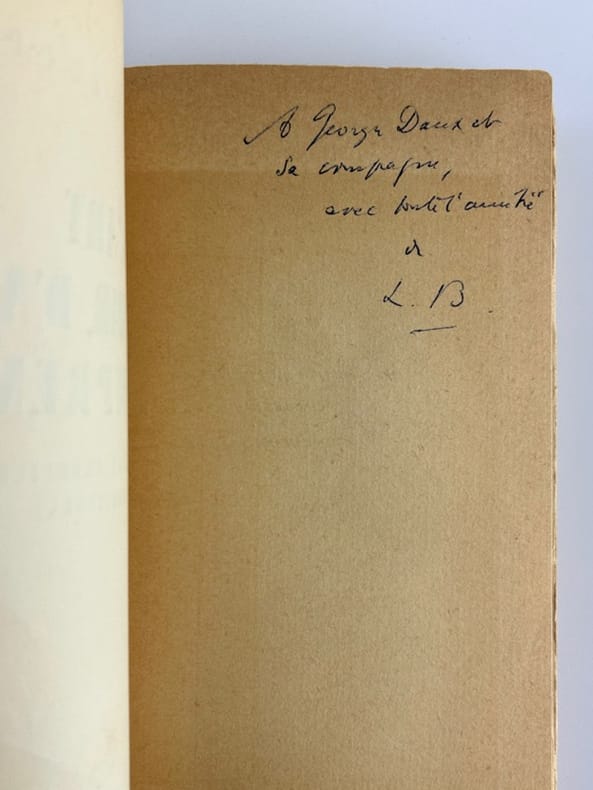 A George Daux et
sa compagne,
avec toute l'amitié
de
L. B.